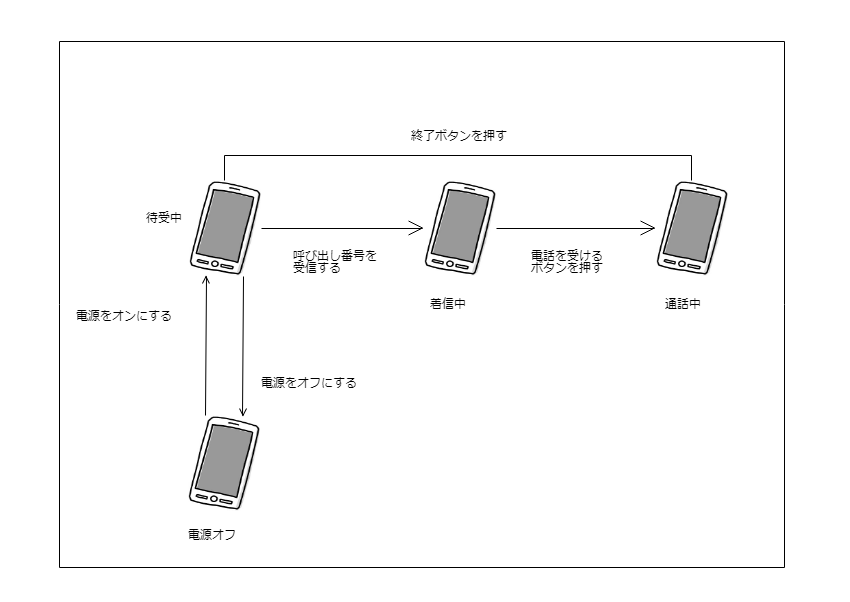 終了ボタンを押す
待受中
呼び出し番号を
受信する
電話を受ける
ボタンを押す
着信中
通話中
電源をオンにする
電源をオフにする
電源オフ